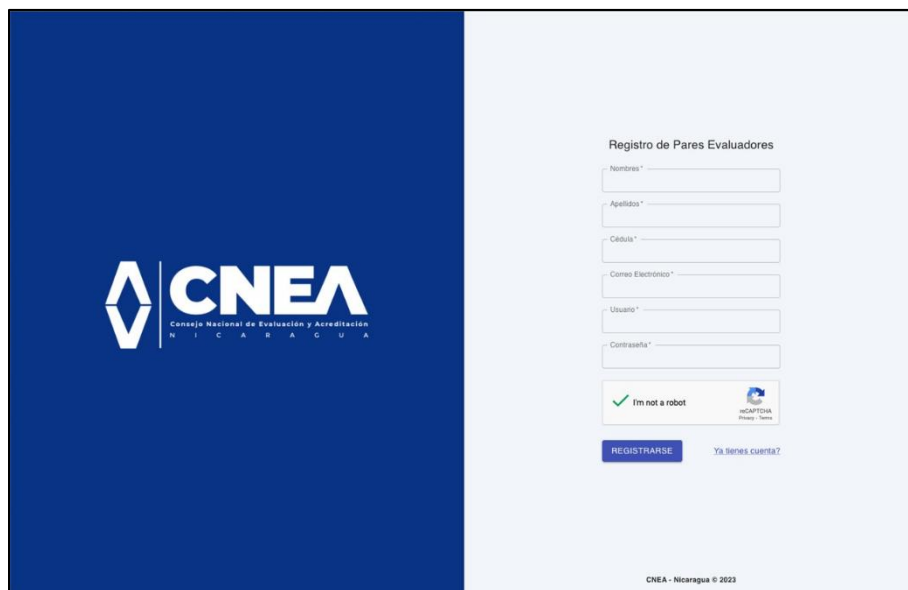 CNEA
Consejo Nacional de Evaluación y Acreditación
NICARAGUA
Registro de Pares Evaluadores
Nombres *
Apellidos *
Cédula *
Correo Electrónico *
Usuario *
Contraseña *
I'm not a robot
reCAPTCHA
Privacy - Terms
REGISTRARSE
Ya tienes cuenta?
CNEA - Nicaragua © 2023